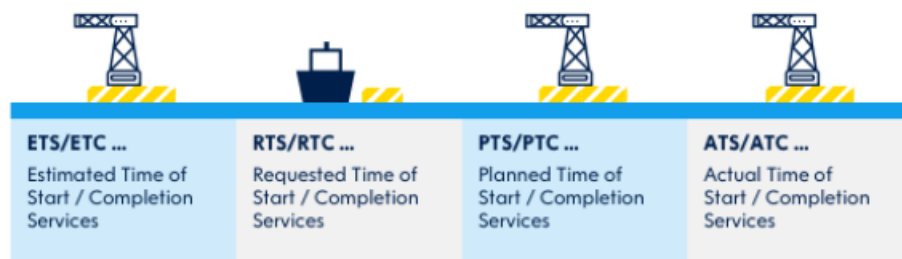 ETS/ETC ...
Estimated Time of
Start / Completion
Services
RTS/RTC ...
Requested Time of
Start / Completion
Services
PTS/PTC ...
Planned Time of
Start / Completion
Services
ATS/ATC ...
Actual Time of
Start / Completion
Services